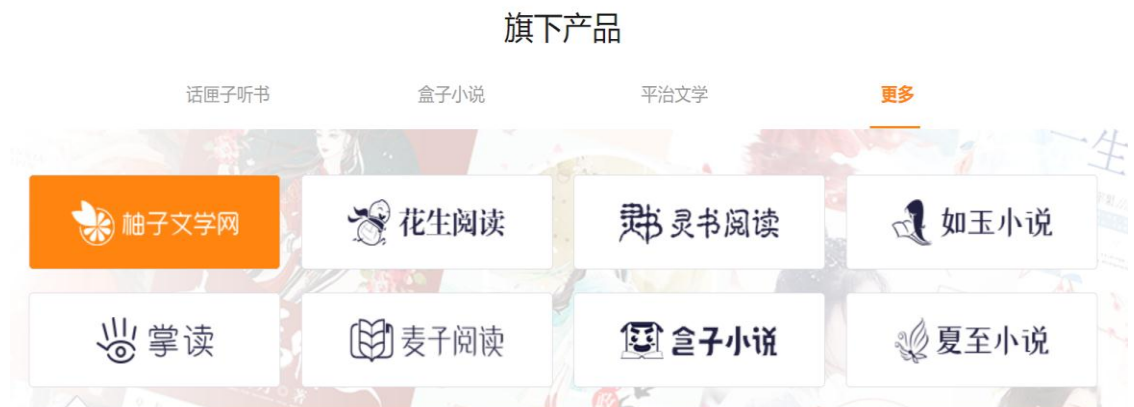 旗下产品
话匣子听书 盒子小说 平治文学 更多
柚子文学网 花生阅读 灵书阅读 如玉小说
掌读 麦子阅读 盒子小说 夏至小说
一生